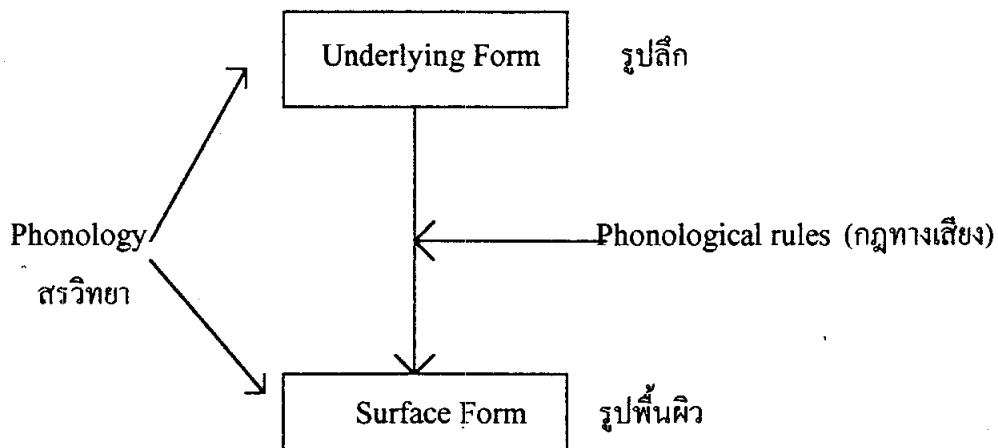 Underlying Form รูปลึก
Phonology Phonological rules (กฎทางเสียง)
สรวิทยา
Surface Form รูปพื้นผิว